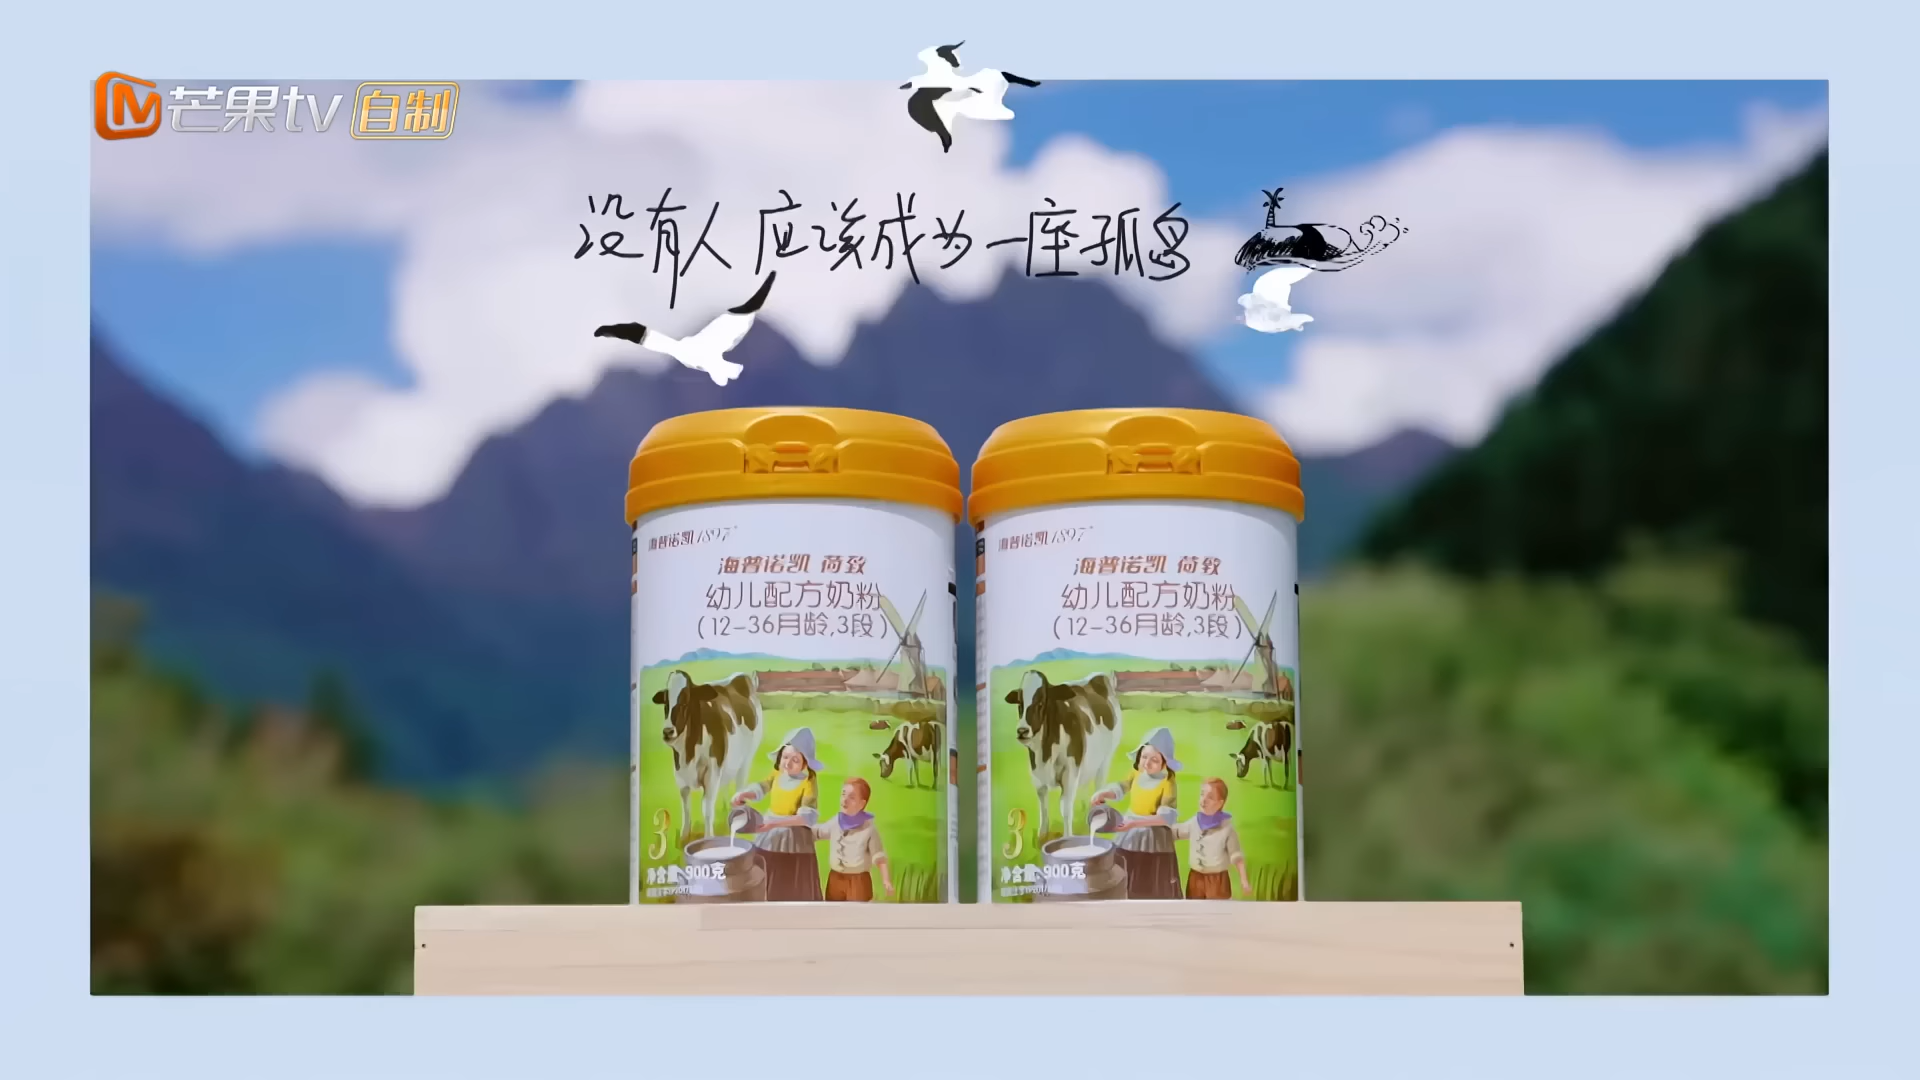 芒果tv 自制
没有人应该成为一座孤岛
海普诺凯1897
海普诺凯 荷致
幼儿配方奶粉
(12-36月龄,3段)
3
净含量:900克
海普诺凯1897
海普诺凯 荷致
幼儿配方奶粉
(12-36月龄,3段)
3
净含量:900克